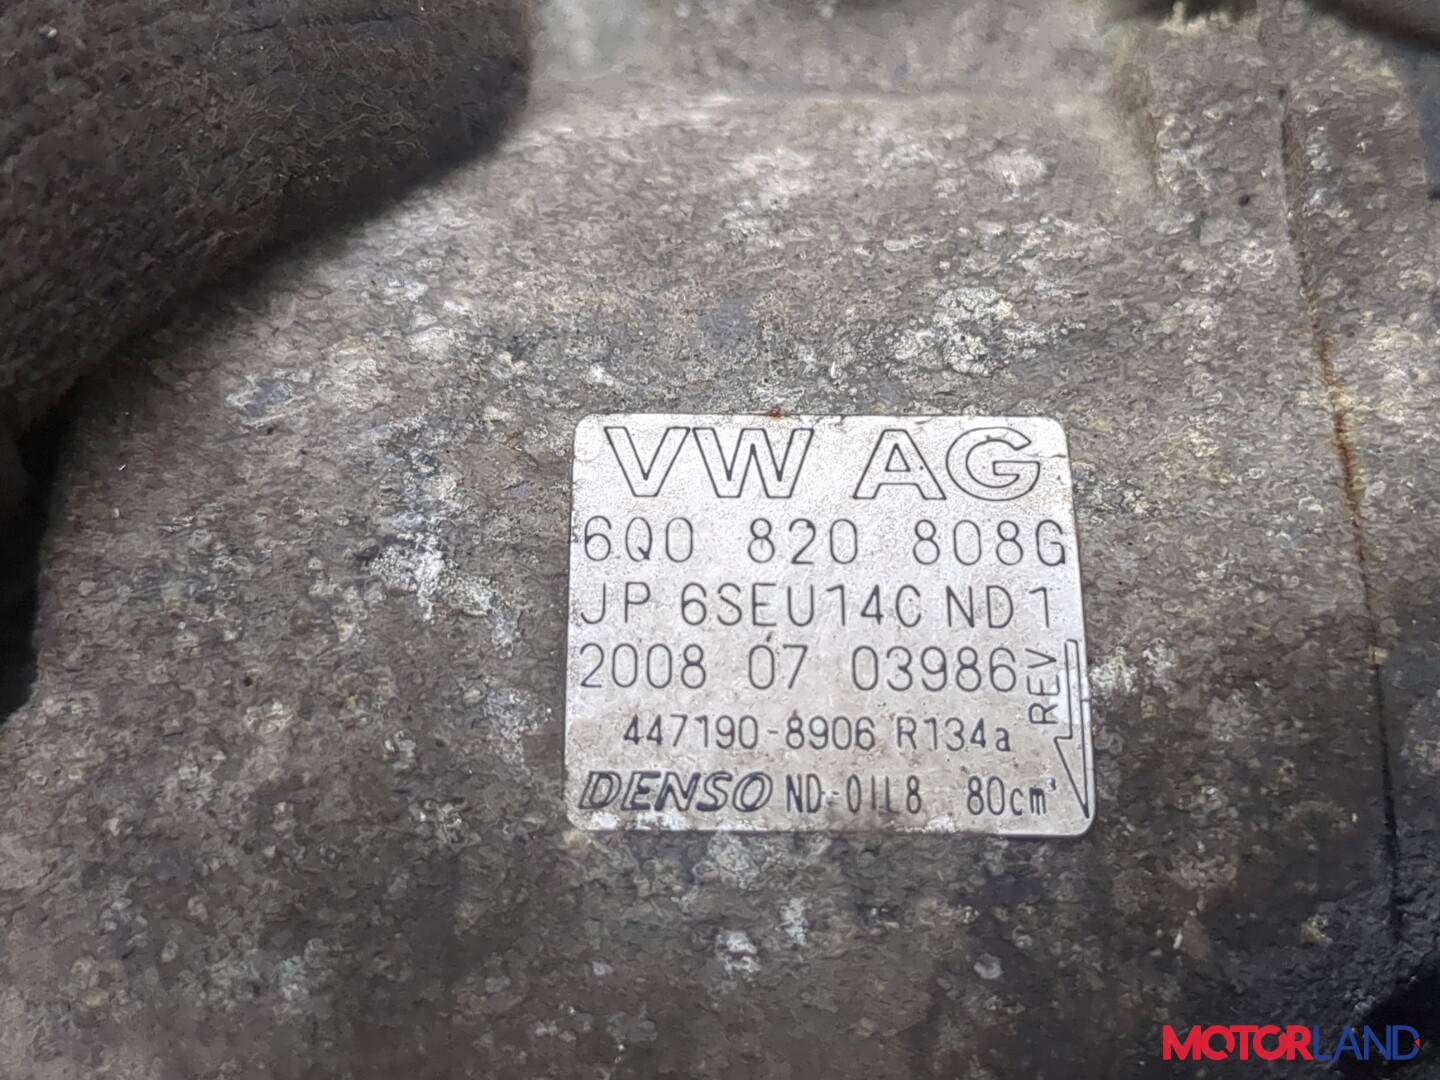 VW AG
6Q0 820 808G
JP 6SEU14C ND1
2008 07 03986
REV
447190-8906 R134a
DENSO ND-OIL8 80cm³
MOTORLAND